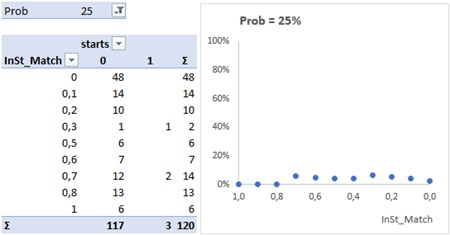 Prob 25
starts
InSt_Match 0 1 Σ
0 48 48
0,1 14 14
0,2 10 10
0,3 1 1 2
0,5 6 6
0,6 7 7
0,7 12 2 14
0,8 13 13
1 6 6
Σ 117 3 120
Prob = 25%
100%
80%
60%
40%
20%
0%
1,0 0,8 0,6 0,4 0,2 0,0
InSt_Match